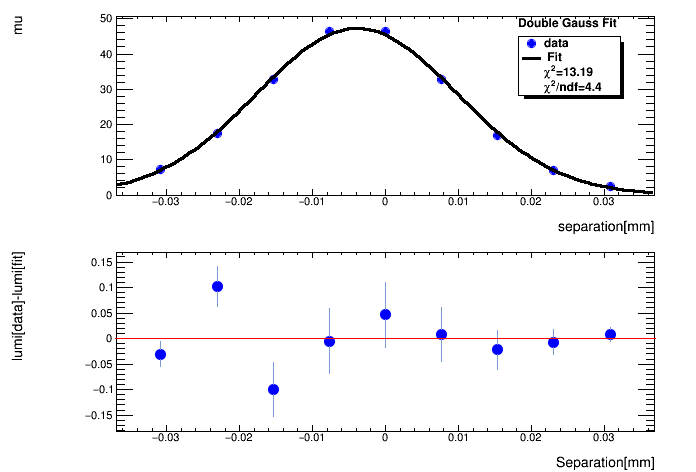 mu
Double Gauss Fit
data
Fit
χ²=13.19
χ²/ndf=4.4
50
40
30
20
10
0
−0.03 −0.02 −0.01 0 0.01 0.02 0.03
separation[mm]
lumi[data]-lumi[fit]
0.15
0.1
0.05
0
−0.05
−0.1
−0.15
−0.03 −0.02 −0.01 0 0.01 0.02 0.03
Separation[mm]